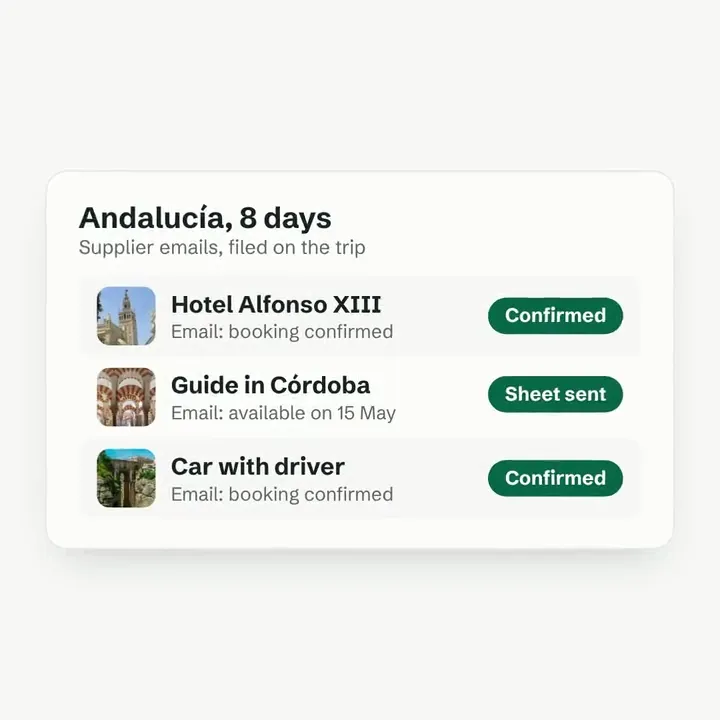 Andalucía, 8 days
Supplier emails, filed on the trip
Hotel Alfonso XIII
Email: booking confirmed
Confirmed
Guide in Córdoba
Email: available on 15 May
Sheet sent
Car with driver
Email: booking confirmed
Confirmed